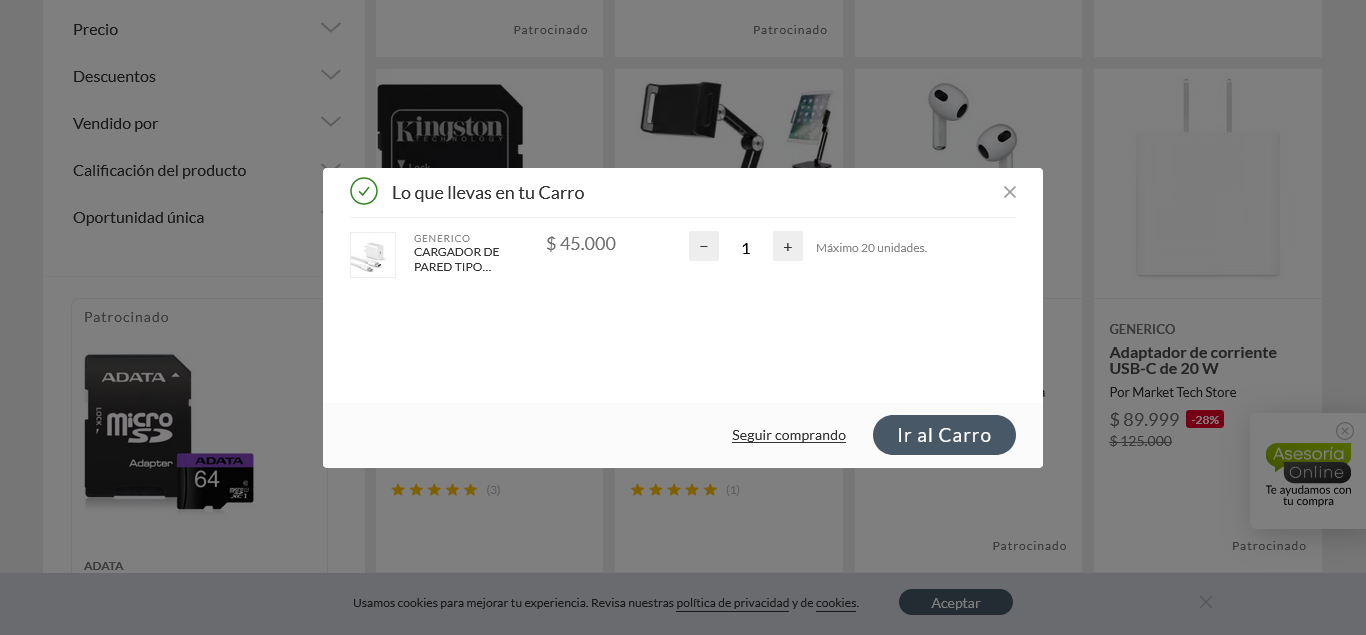 Precio
Descuentos
Vendido por
Calificación del producto
Oportunidad única
Patrocinado
Patrocinado
Kingston
TECHNOLOGY
Lock
Lo que llevas en tu Carro
GENERICO
CARGADOR DE
PARED TIPO...
$ 45.000
− 1 + Máximo 20 unidades.
Seguir comprando
Ir al Carro
Patrocinado
ADATA
LOCK
micro
SD
Adapter
ADATA
64
ADATA
(3)
(1)
Patrocinado
GENERICO
Adaptador de corriente
USB-C de 20 W
Por Market Tech Store
$ 89.999 -28%
$ 125.000
Patrocinado
Asesoría
Online
Te ayudamos con
tu compra
Usamos cookies para mejorar tu experiencia. Revisa nuestras política de privacidad y de cookies.
Aceptar